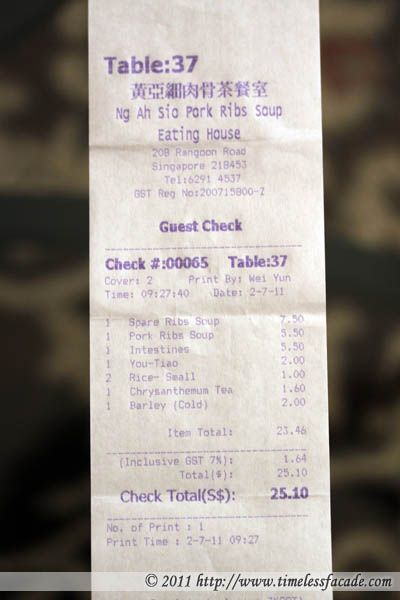 Table:37
黃亞細肉骨茶餐室
Ng Ah Sio Pork Ribs Soup
Eating House
208 Rangoon Road
Singapore 218453
Tel:6291 4537
GST Reg No:200715800-Z
Guest Check
Check #:00065 Table:37
Cover: 2 Print By: Wei Yun
Time: 09:27:40 Date: 2-7-11
1 Spare Ribs Soup 7.50
1 Pork Ribs Soup 5.50
1 Intestines 5.50
1 You-Tiao 2.00
2 Rice- Small 1.00
1 Chrysanthemum Tea 1.60
1 Barley (Cold) 2.00
Item Total: 23.46
(Inclusive GST 7%): 1.64
Total($): 25.10
Check Total(S$): 25.10
No. of Print : 1
Print Time : 2-7-11 09:27
© 2011 http://www.timelessfacade.com